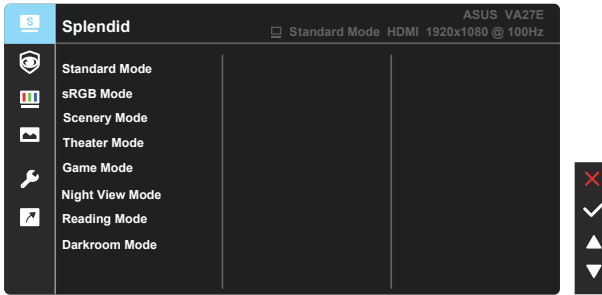 S
ASUS VA27E
Splendid
Standard Mode HDMI 1920x1080 @ 100Hz
Standard Mode
sRGB Mode
Scenery Mode
Theater Mode
Game Mode
Night View Mode
Reading Mode
Darkroom Mode